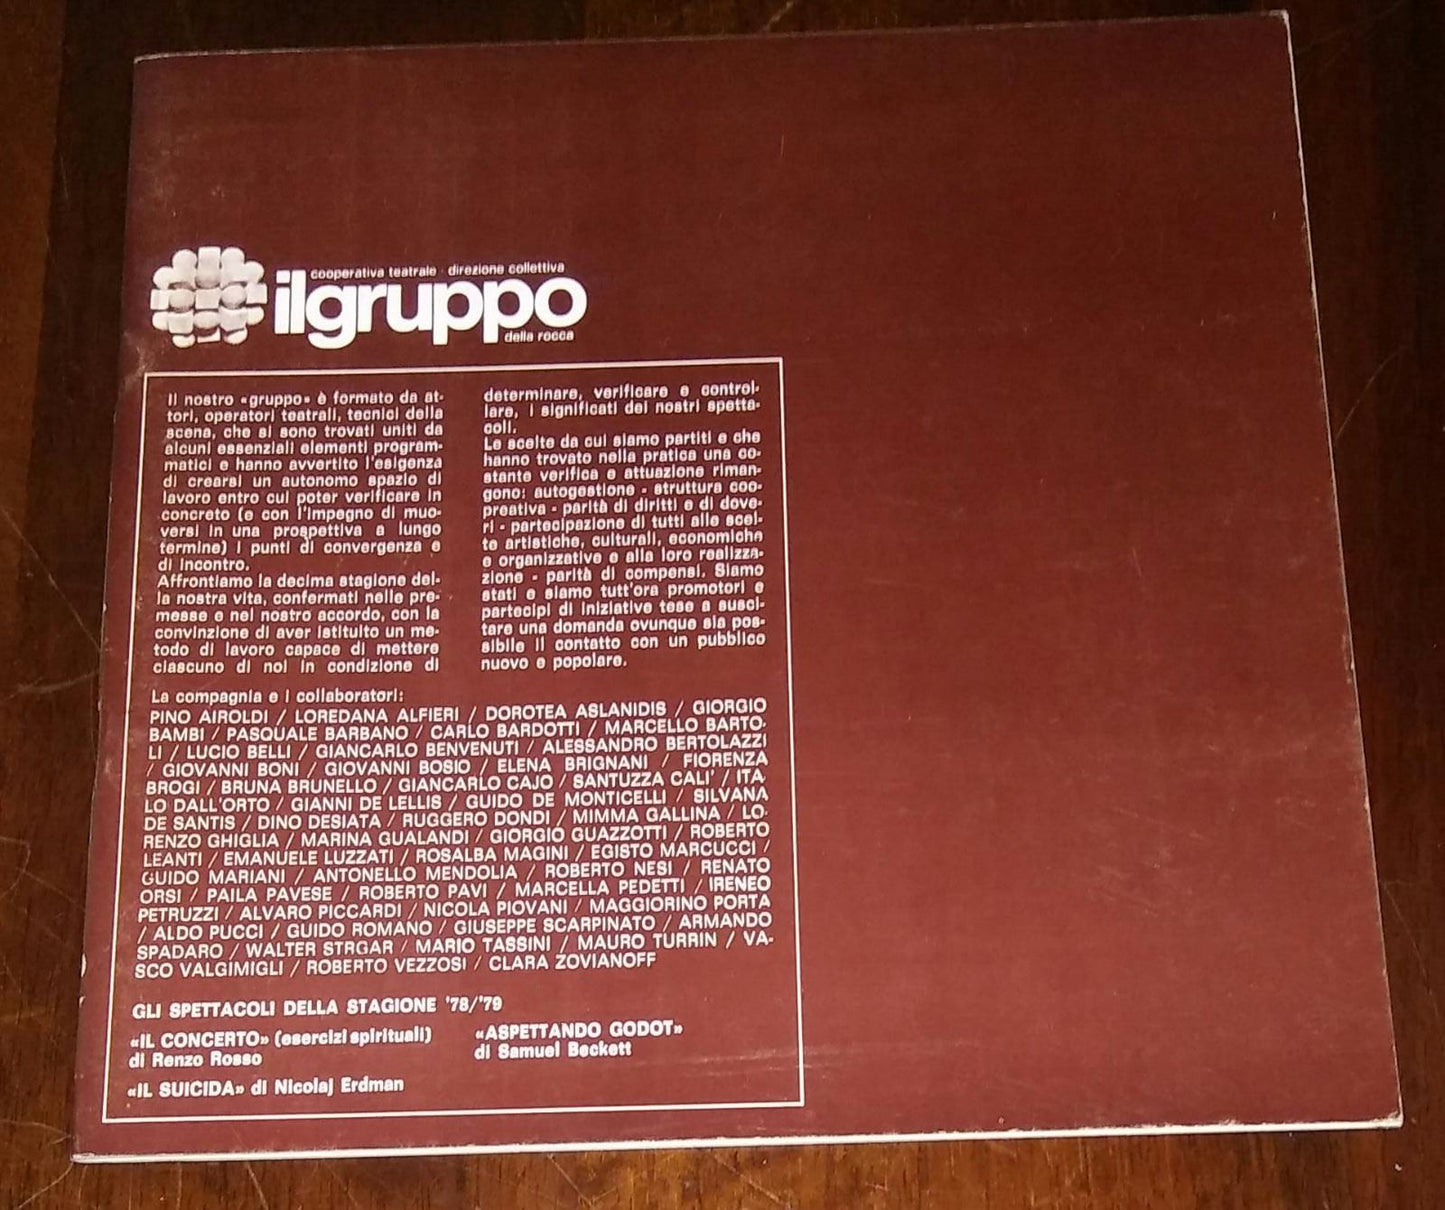 cooperativa teatrale · direzione collettiva
ilgruppo
della rocca
Il nostro «gruppo» è formato da at-
tori, operatori teatrali, tecnici della
scena, che si sono trovati uniti da
alcuni essenziali elementi program-
matici e hanno avvertito l'esigenza
di crearsi un autonomo spazio di
lavoro entro cui poter verificare in
concreto (e con l'impegno di muo-
versi in una prospettiva a lungo
termine) i punti di convergenza e
di incontro.
Affrontiamo la decima stagione del-
la nostra vita, confermati nelle pre-
messe e nel nostro accordo, con la
convinzione di aver istituito un me-
todo di lavoro capace di mettere
ciascuno di noi in condizione di
determinare, verificare e control-
lare, i significati dei nostri spetta-
coli.
Le scelte da cui siamo partiti e che
hanno trovato nella pratica una co-
stante verifica e attuazione riman-
gono: autogestione - struttura coo-
preativa - parità di diritti e di dove-
ri - partecipazione di tutti alle scel-
te artistiche, culturali, economiche
e organizzative e alla loro realizza-
zione - parità di compensi. Siamo
stati e siamo tutt'ora promotori e
partecipi di iniziative tese a susci-
tare una domanda ovunque sia pos-
sibile il contatto con un pubblico
nuovo e popolare.
La compagnia e i collaboratori:
PINO AIROLDI / LOREDANA ALFIERI / DOROTEA ASLANIDIS / GIORGIO
BAMBI / PASQUALE BARBANO / CARLO BARDOTTI / MARCELLO BARTO-
LI / LUCIO BELLI / GIANCARLO BENVENUTI / ALESSANDRO BERTOLAZZI
/ GIOVANNI BONI / GIOVANNI BOSIO / ELENA BRIGNANI / FIORENZA
BROGI / BRUNA BRUNELLO / GIANCARLO CAJO / SANTUZZA CALI' / ITA-
LO DALL'ORTO / GIANNI DE LELLIS / GUIDO DE MONTICELLI / SILVANA
DE SANTIS / DINO DESIATA / RUGGERO DONDI / MIMMA GALLINA / LO-
RENZO GHIGLIA / MARINA GUALANDI / GIORGIO GUAZZOTTI / ROBERTO
LEANTI / EMANUELE LUZZATI / ROSALBA MAGINI / EGISTO MARCUCCI /
GUIDO MARIANI / ANTONELLO MENDOLIA / ROBERTO NESI / RENATO
ORSI / PAILA PAVESE / ROBERTO PAVI / MARCELLA PEDETTI / IRENEO
PETRUZZI / ALVARO PICCARDI / NICOLA PIOVANI / MAGGIORINO PORTA
/ ALDO PUCCI / GUIDO ROMANO / GIUSEPPE SCARPINATO / ARMANDO
SPADARO / WALTER STRGAR / MARIO TASSINI / MAURO TURRIN / VA-
SCO VALGIMIGLI / ROBERTO VEZZOSI / CLARA ZOVIANOFF
GLI SPETTACOLI DELLA STAGIONE '78/'79
«IL CONCERTO» (esercizi spirituali)
di Renzo Rosso
«IL SUICIDA» di Nicolaj Erdman
«ASPETTANDO GODOT»
di Samuel Beckett